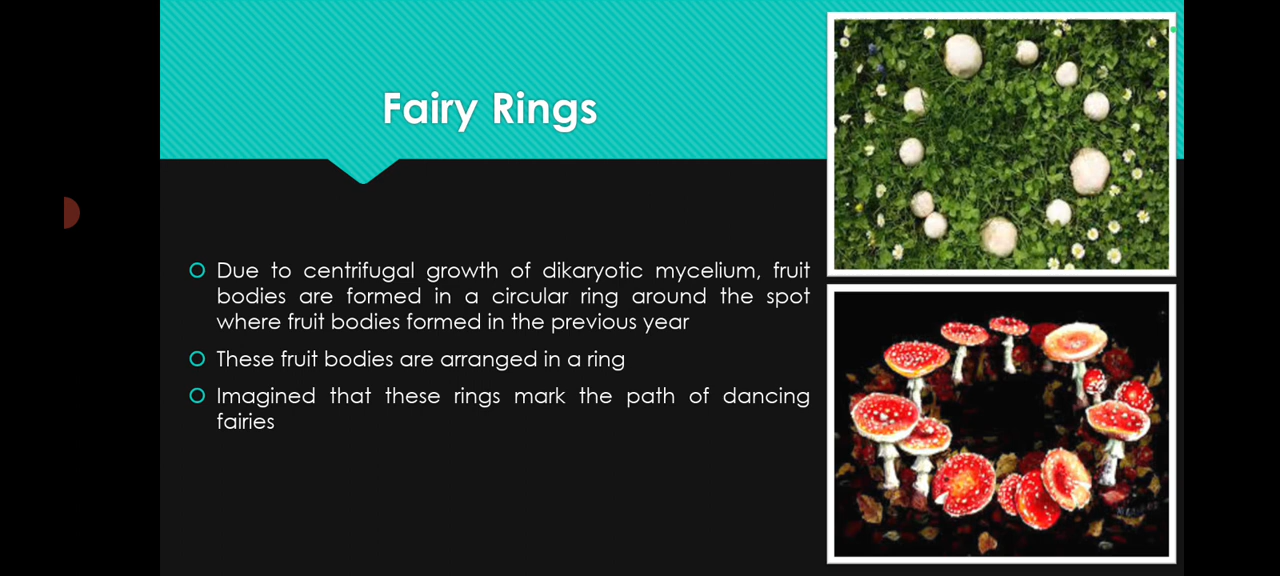 Fairy Rings
Due to centrifugal growth of dikaryotic mycelium, fruit
bodies are formed in a circular ring around the spot
where fruit bodies formed in the previous year
These fruit bodies are arranged in a ring
Imagined that these rings mark the path of dancing
fairies